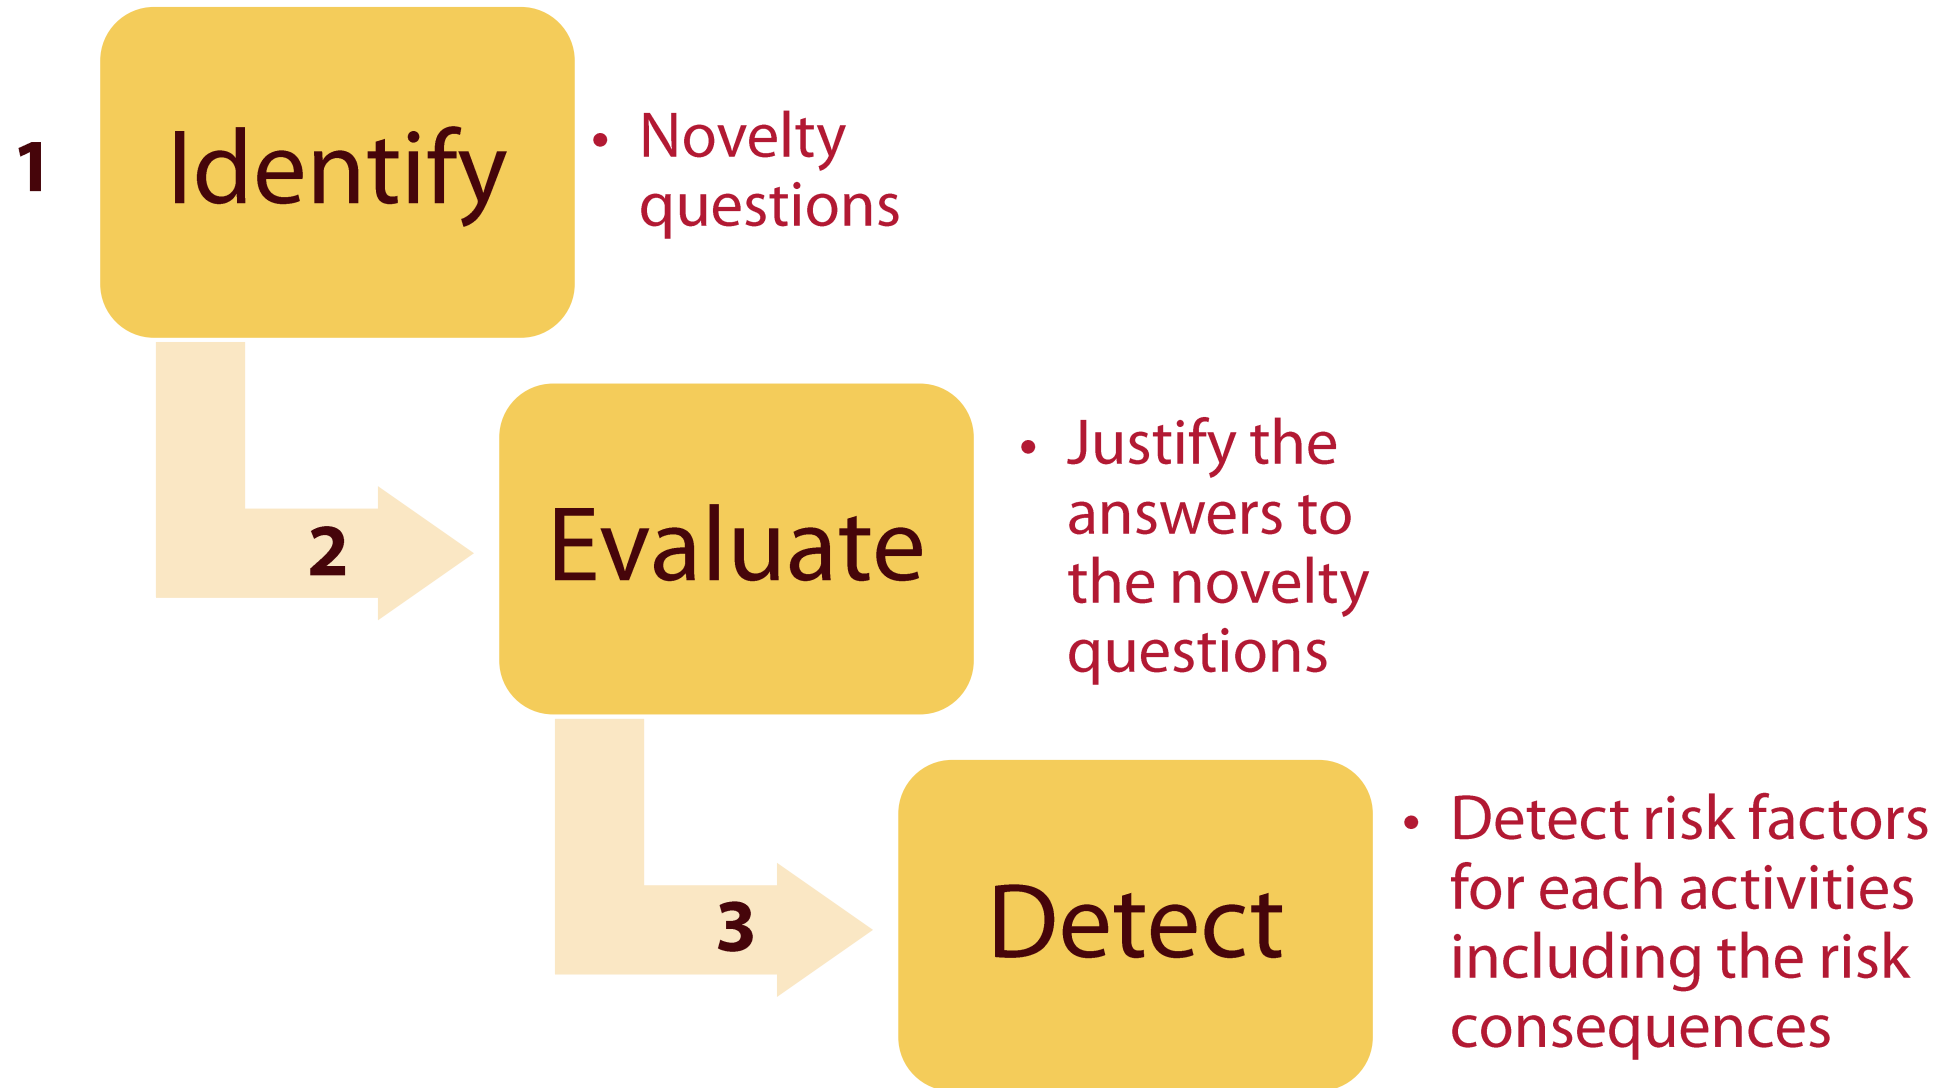 1
Identify
• Novelty
questions
2
Evaluate
• Justify the
answers to
the novelty
questions
3
Detect
• Detect risk factors
for each activities
including the risk
consequences